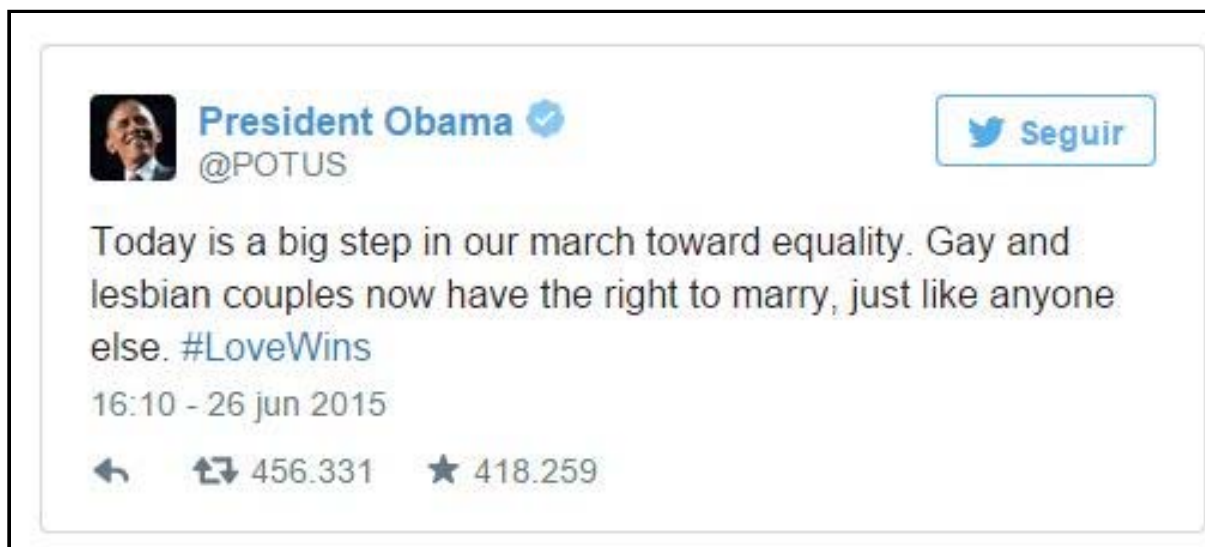 President Obama
@POTUS
Seguir
Today is a big step in our march toward equality. Gay and
lesbian couples now have the right to marry, just like anyone
else. #LoveWins
16:10 - 26 jun 2015
456.331 418.259